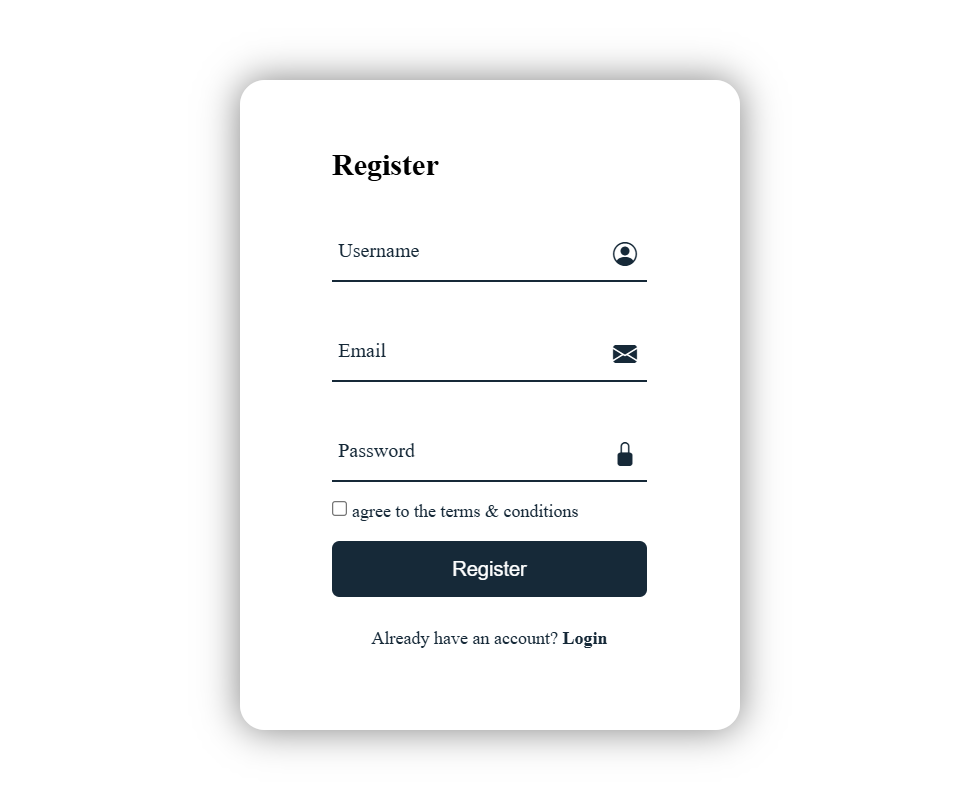 Register
Username
Email
Password
agree to the terms & conditions
Register
Already have an account? Login